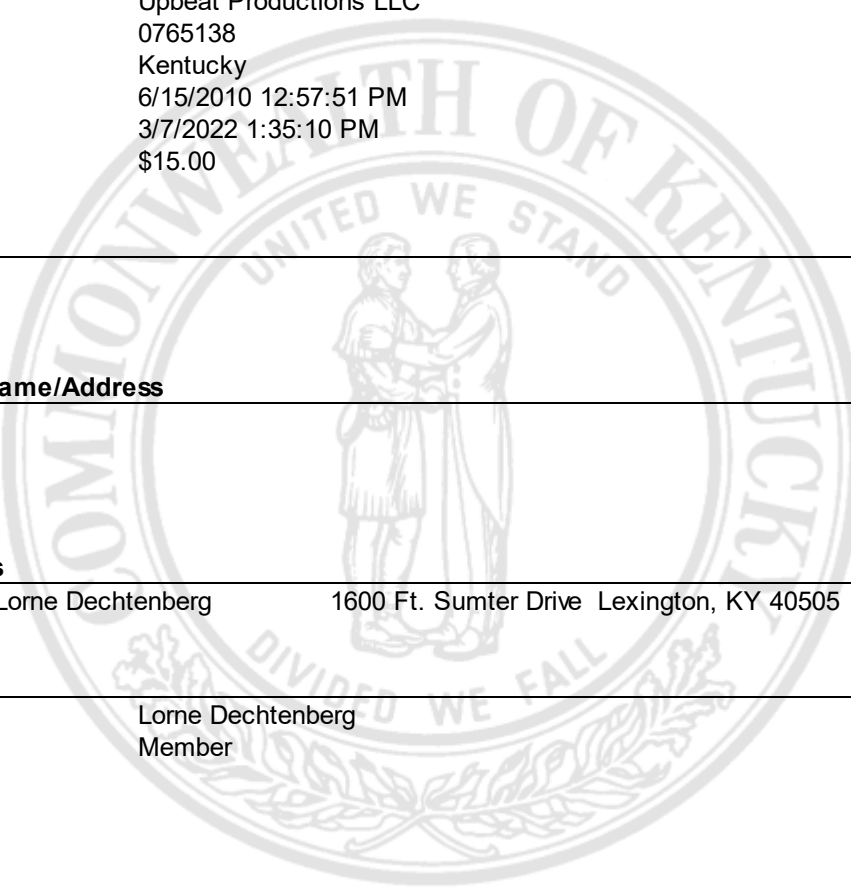 Upbeat Productions LLC
0765138
Kentucky
6/15/2010 12:57:51 PM
3/7/2022 1:35:10 PM
$15.00
COMMONWEALTH OF KENTUCKY
UNITED WE STAND
ame/Address
s
Lorne Dechtenberg 1600 Ft. Sumter Drive Lexington, KY 40505
DIVIDED WE FALL
Lorne Dechtenberg
Member